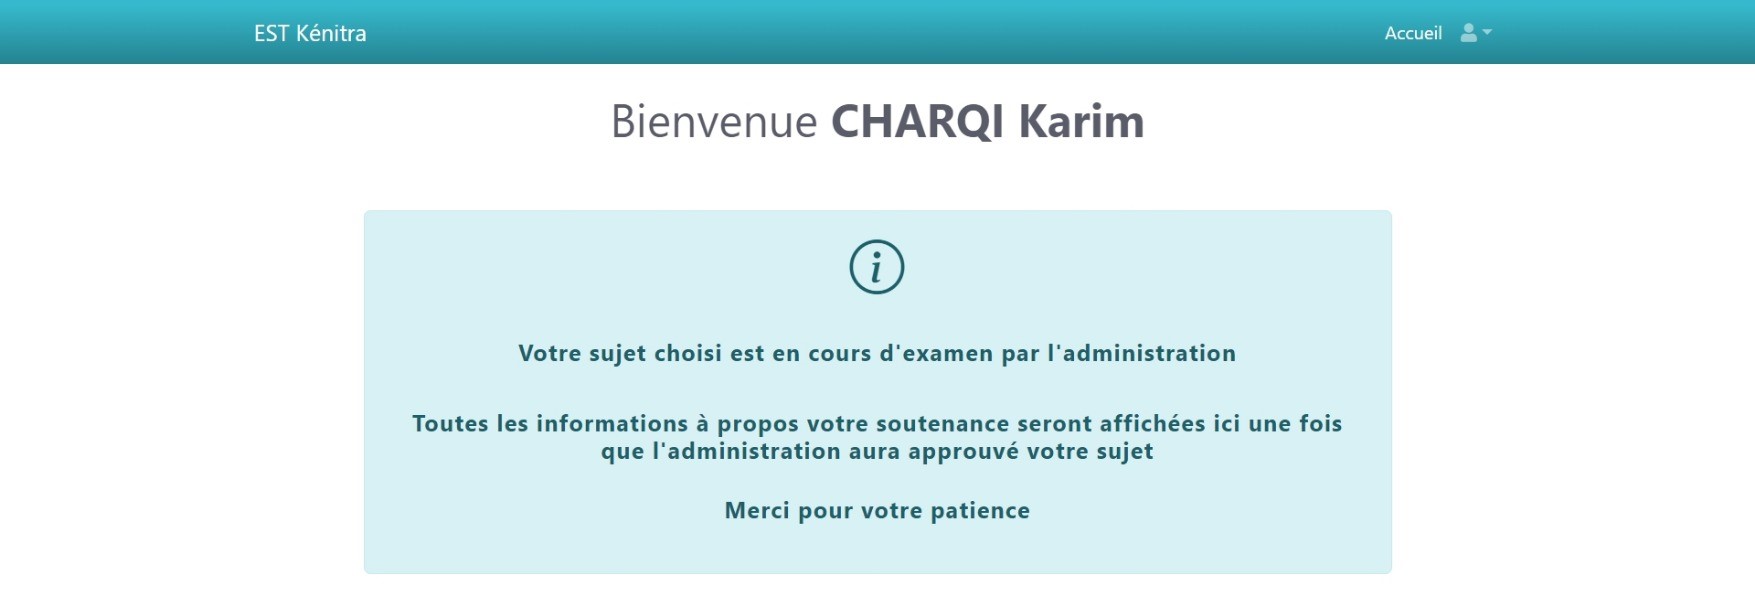 EST Kénitra
Accueil
Bienvenue CHARQI Karim
i
Votre sujet choisi est en cours d'examen par l'administration
Toutes les informations à propos votre soutenance seront affichées ici une fois
que l'administration aura approuvé votre sujet
Merci pour votre patience